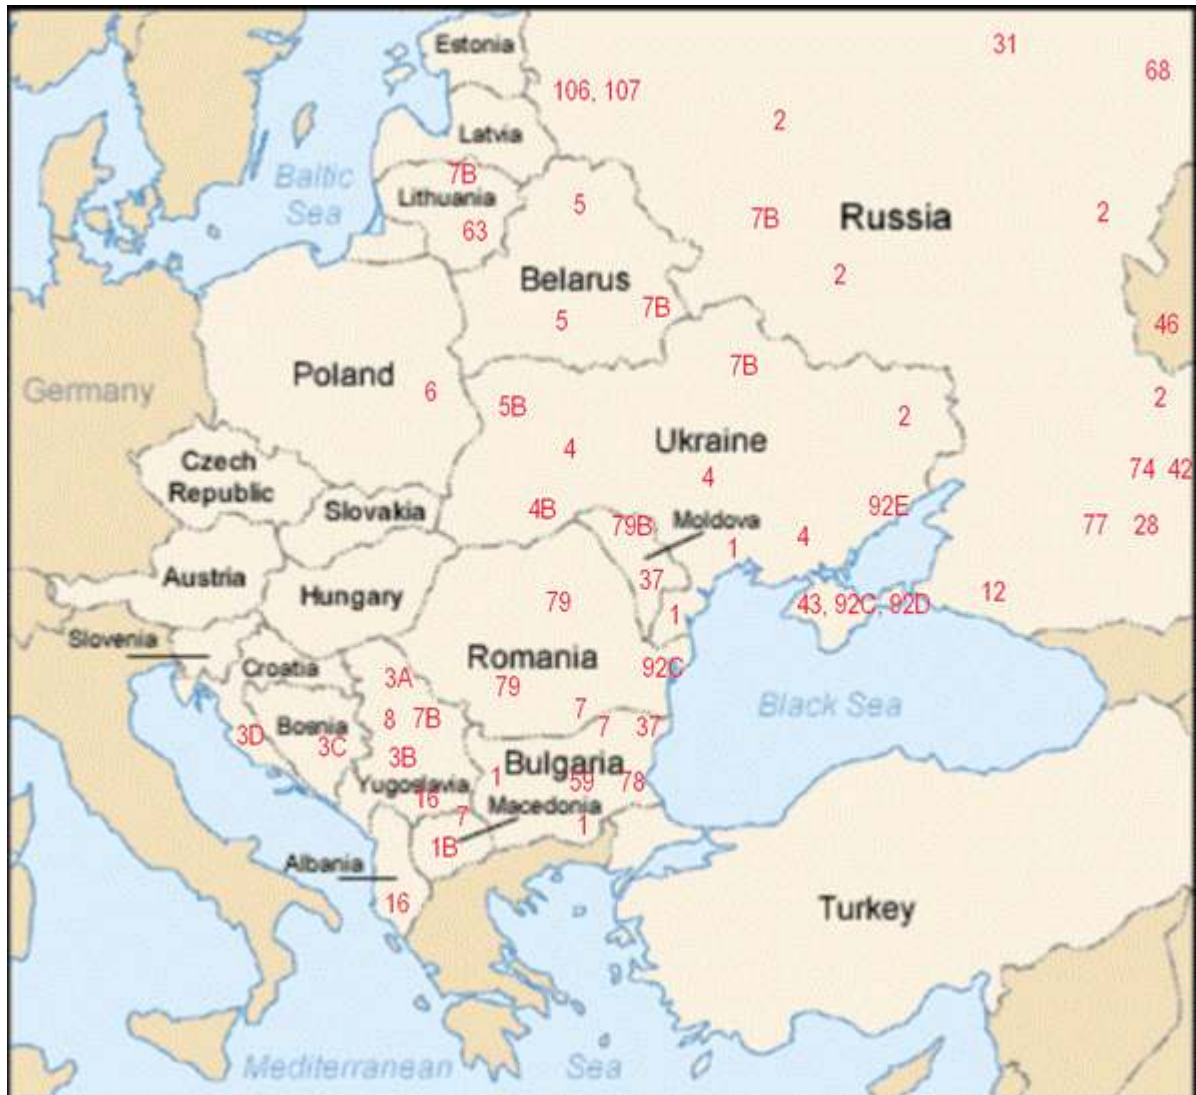 Estonia
31
68
106, 107
2
Latvia
7B
Baltic
Sea
Lithuania
5
7B
Russia
2
63
Belarus
2
7B
5
46
7B
Germany
Poland
6
5B
2
2
Ukraine
4
4
Czech
Republic
74
42
Slovakia
4B
92E
79B
Moldova
77
28
1
4
Austria
37
Hungary
79
43, 92C, 92D
12
1
Slovenia
Croatia
Romania
92C
3A
79
Black Sea
7
8
7B
Bosnia
7
37
3D
3C
3B
Bulgaria
1
59
78
Yugoslavia
16
Macedonia
7
1
1B
Albania
16
Turkey
Mediterranean
Sea